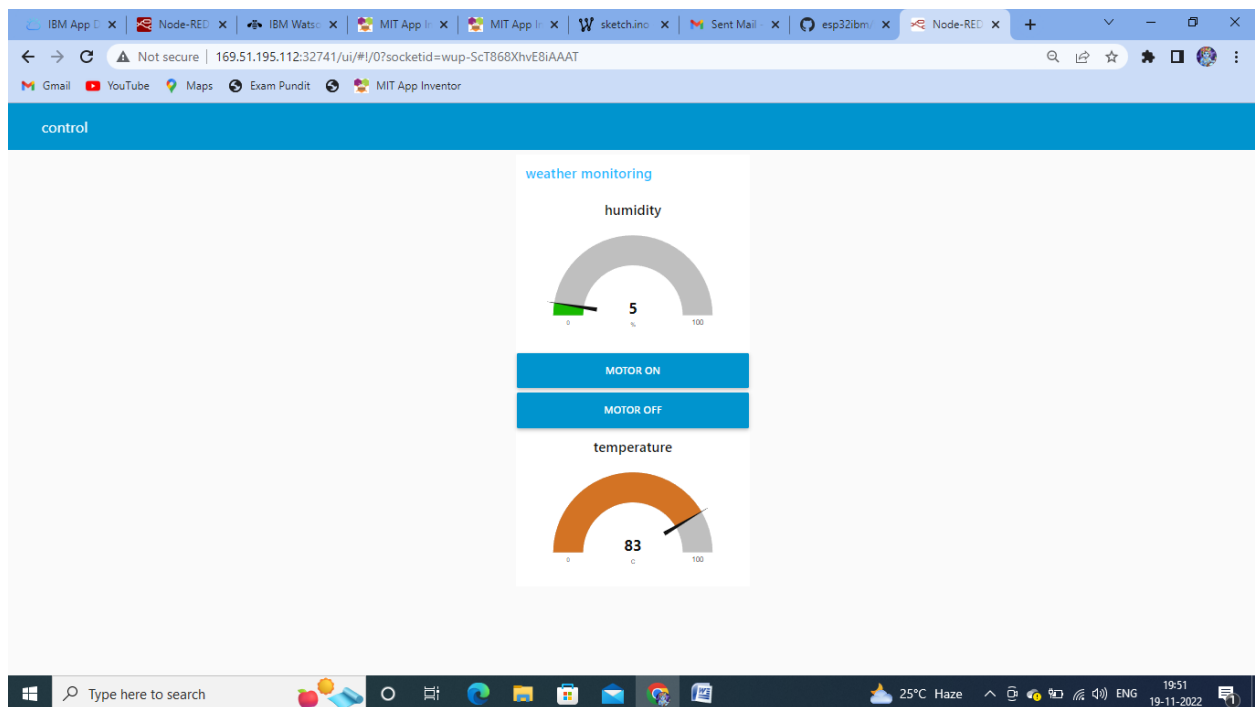 IBM App D Node-RED IBM Watso MIT App In MIT App In sketch.ino Sent Mail - esp32ibm/ Node-RED
Not secure | 169.51.195.112:32741/ui/#!/0?socketid=wup-ScT868XhvE8iAAAT
Gmail YouTube Maps Exam Pundit MIT App Inventor
control
weather monitoring
humidity
5
0 % 100
MOTOR ON
MOTOR OFF
temperature
83
0 C 100
Type here to search 25°C Haze ENG 19:51
19-11-2022